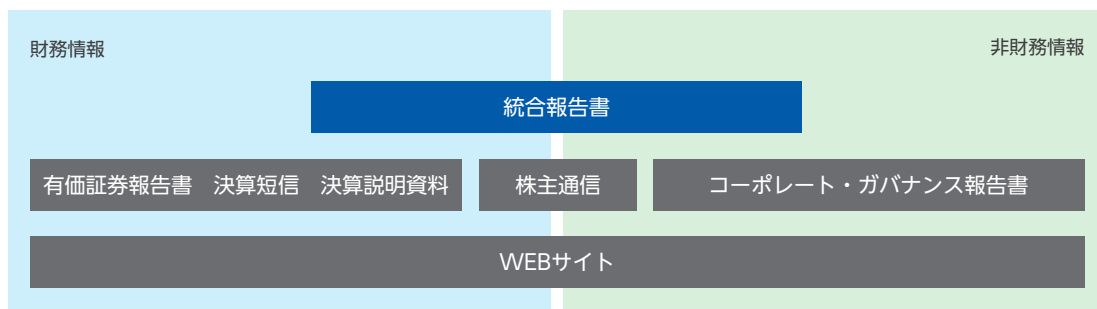 財務情報
非財務情報
統合報告書
有価証券報告書　決算短信　決算説明資料
株主通信
コーポレート・ガバナンス報告書
WEBサイト